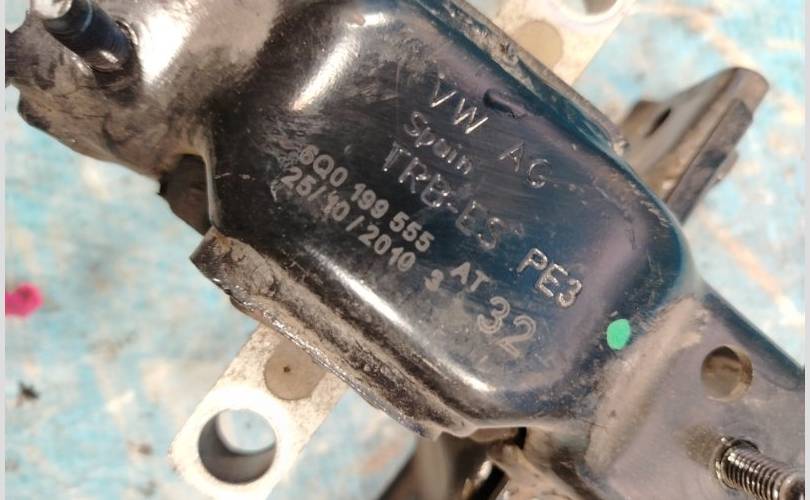 VW AG
Spain
TRB-ES PE3
6Q0 199 555 AT
25/10/2010 3 32